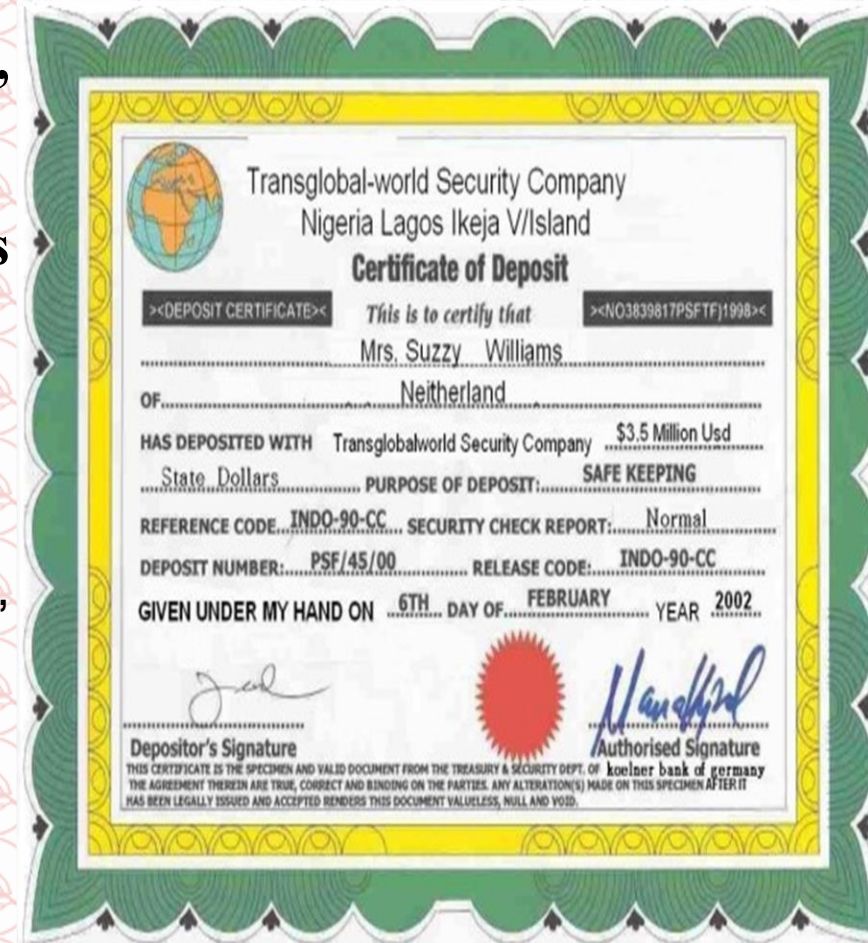 Transglobal-world Security Company
Nigeria Lagos Ikeja V/Island
Certificate of Deposit
><DEPOSIT CERTIFICATE>< This is to certify that ><NO3839817PSFTF)1998><
Mrs. Suzzy Williams
OF Neitherland
HAS DEPOSITED WITH Transglobalworld Security Company $3.5 Million Usd
State Dollars PURPOSE OF DEPOSIT: SAFE KEEPING
REFERENCE CODE INDO-90-CC SECURITY CHECK REPORT: Normal
DEPOSIT NUMBER: PSF/45/00 RELEASE CODE: INDO-90-CC
GIVEN UNDER MY HAND ON 6TH DAY OF FEBRUARY YEAR 2002
Depositor's Signature Authorised Signature
THIS CERTIFICATE IS THE SPECIMEN AND VALID DOCUMENT FROM THE TREASURY & SECURITY DEPT. OF koelner bank of germany
THE AGREEMENT THEREIN ARE TRUE, CORRECT AND BINDING ON THE PARTIES. ANY ALTERATION(S) MADE ON THIS SPECIMEN AFTER IT
HAS BEEN LEGALLY ISSUED AND ACCEPTED RENDERS THIS DOCUMENT VALUELESS, NULL AND VOID.